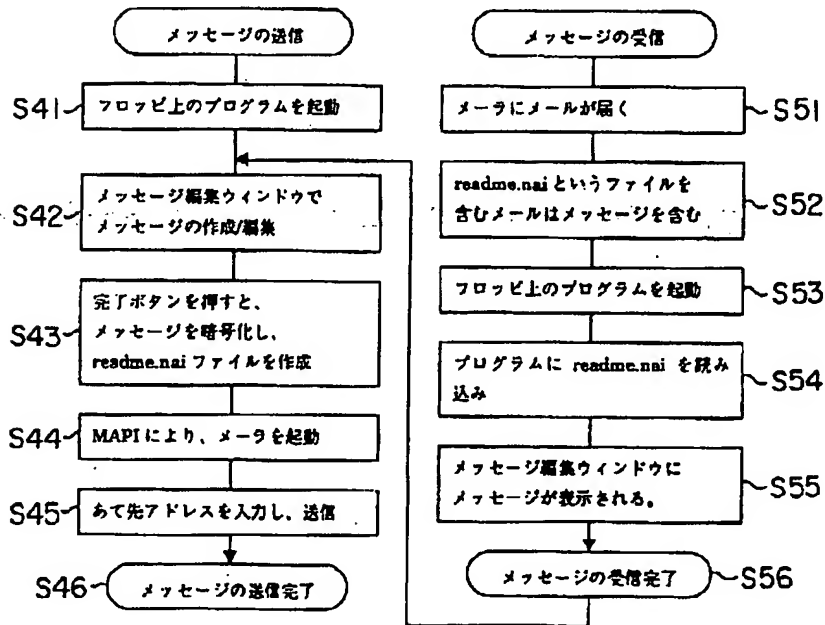 メッセージの送信
S41
フロッピ上のプログラムを起動
S42
メッセージ編集ウィンドウで
メッセージの作成/編集
S43
完了ボタンを押すと、
メッセージを暗号化し、
readme.nai ファイルを作成
S44
MAPIにより、メーラを起動
S45
あて先アドレスを入力し、送信
S46
メッセージの送信完了
メッセージの受信
メーラにメールが届く
S51
readme.naiというファイルを
含むメールはメッセージを含む
S52
フロッピ上のプログラムを起動
S53
プログラムに readme.nai を読み
込み
S54
メッセージ編集ウィンドウに
メッセージが表示される。
S55
メッセージの受信完了
S56